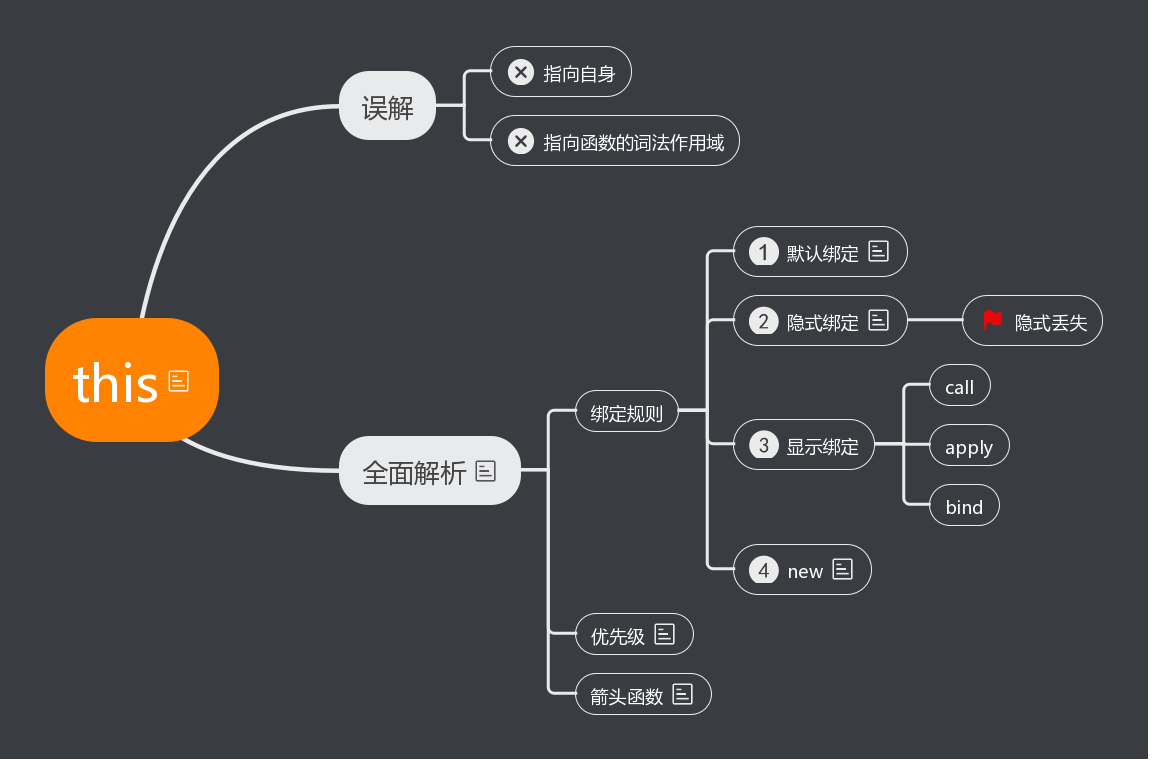 this
误解
指向自身
指向函数的词法作用域
全面解析
绑定规则
1 默认绑定
2 隐式绑定
隐式丢失
3 显示绑定
call
apply
bind
4 new
优先级
箭头函数